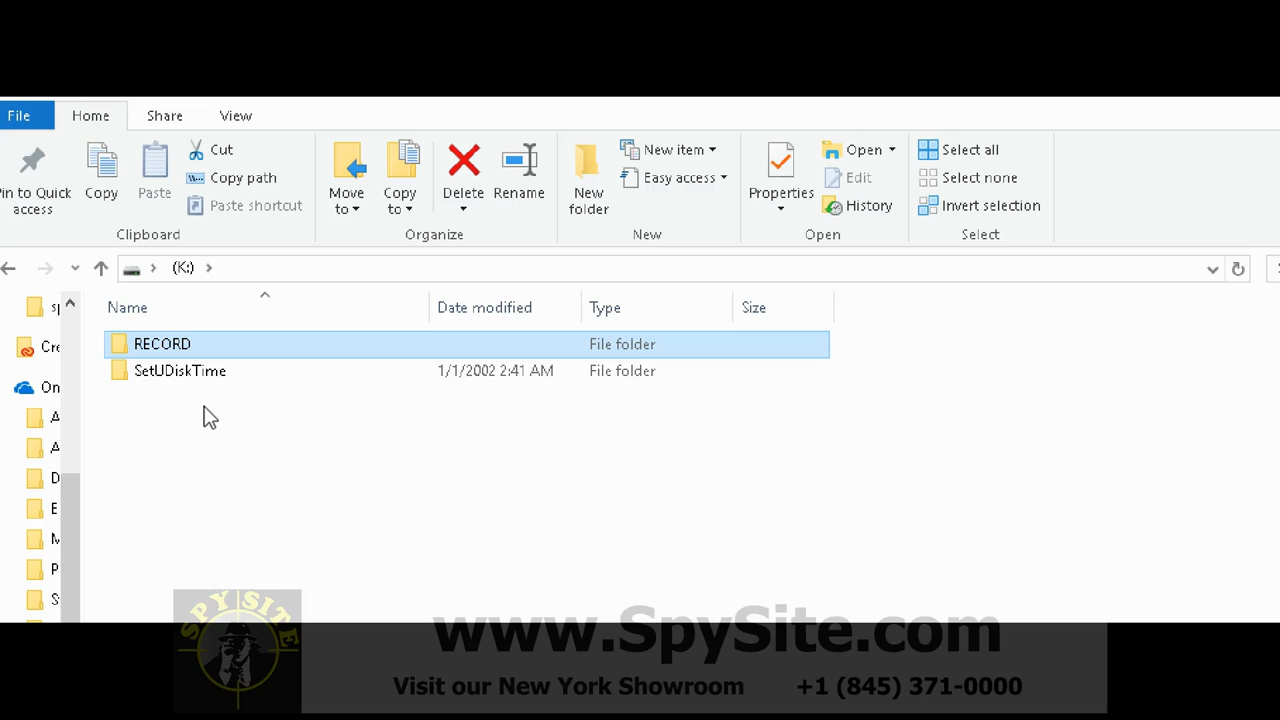 File Home Share View
Pin to Quick access
Copy
Paste
Cut
Copy path
Paste shortcut
Clipboard
Move to
Copy to
Delete
Rename
Organize
New folder
New item
Easy access
New
Properties
Open
Edit
History
Open
Select all
Select none
Invert selection
Select
(K:)
Name Date modified Type Size
RECORD File folder
SetUDiskTime 1/1/2002 2:41 AM File folder
sp
Cre
On
A
A
D
E
M
P
S
SPY SITE
www.SpySite.com
Visit our New York Showroom +1 (845) 371-0000